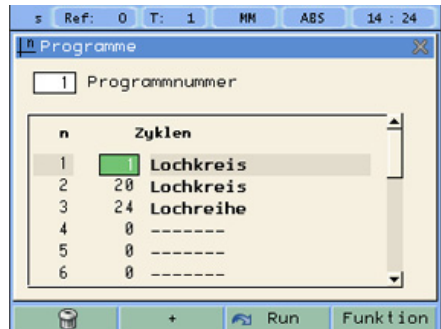 s Ref: 0 T: 1 MM ABS 14 : 24
n Programme
1 Programmnummer
n Zyklen
1 1 Lochkreis
2 20 Lochkreis
3 24 Lochreihe
4 0 -------
5 0 -------
6 0 -------
+ Run Funktion